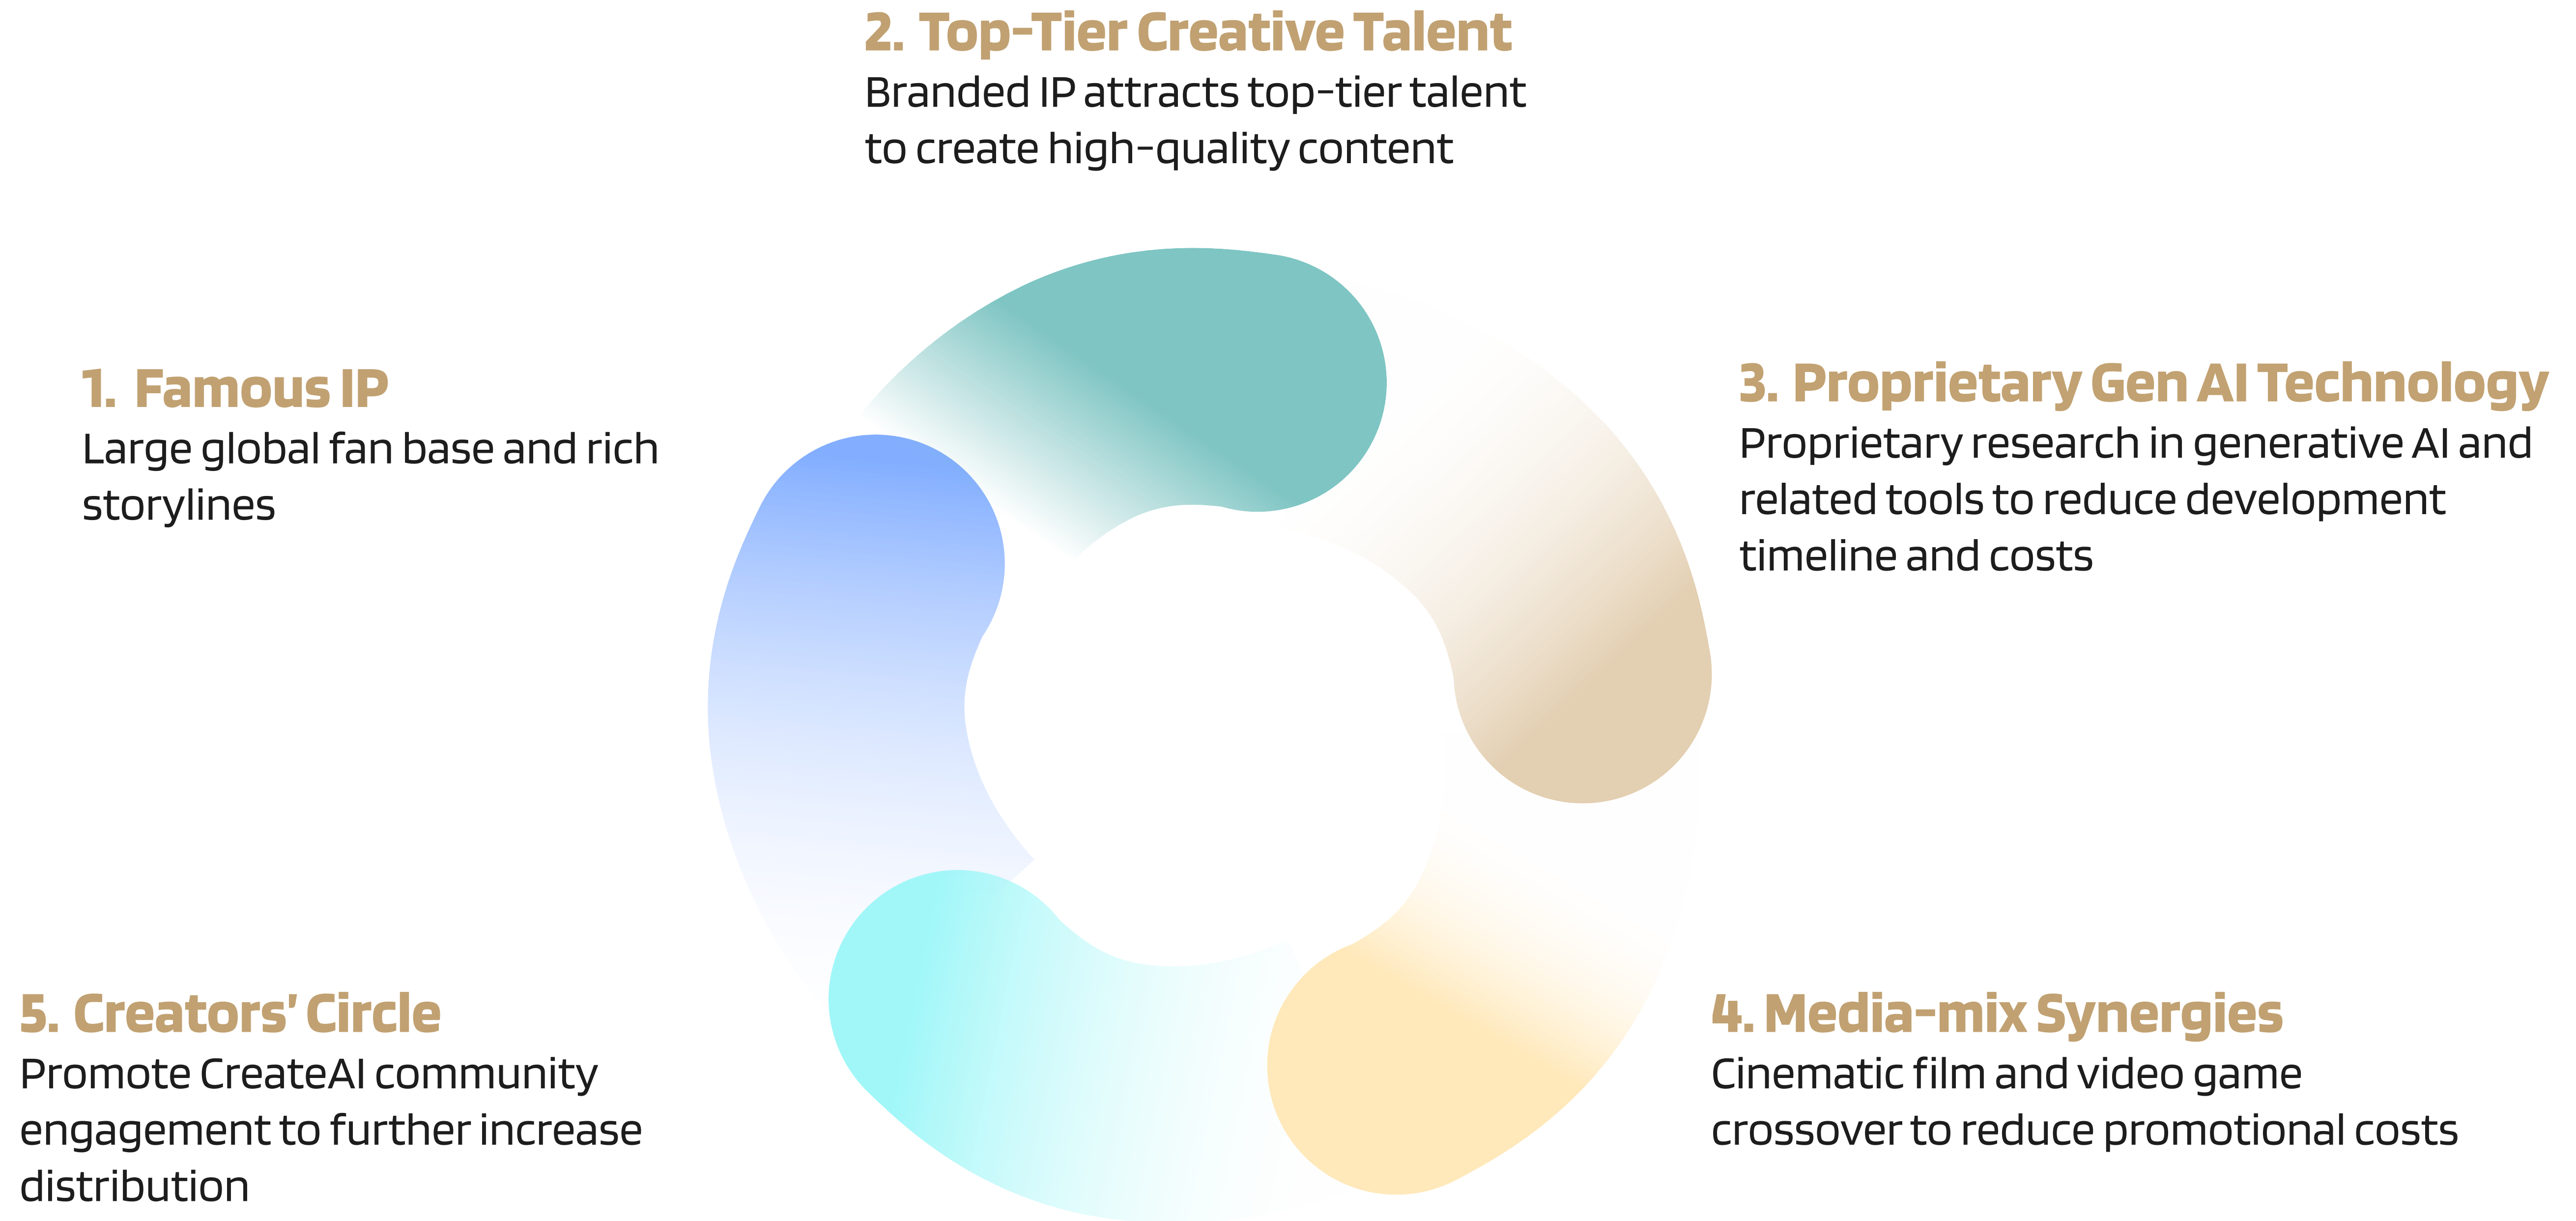 2. Top-Tier Creative Talent
Branded IP attracts top-tier talent
to create high-quality content
1. Famous IP
Large global fan base and rich
storylines
3. Proprietary Gen AI Technology
Proprietary research in generative AI and
related tools to reduce development
timeline and costs
5. Creators’ Circle
Promote CreateAI community
engagement to further increase
distribution
4. Media-mix Synergies
Cinematic film and video game
crossover to reduce promotional costs